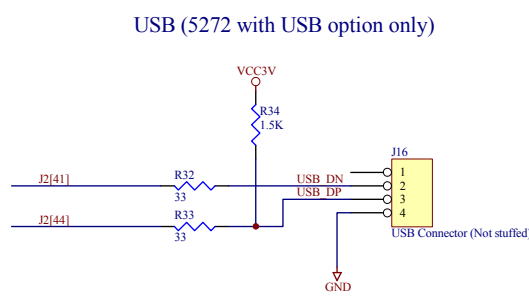 USB (5272 with USB option only)
VCC3V
R34
1.5K
J16
J2[41]
R32
33
USB_DN
USB_DP
1
2
3
4
J2[44]
R33
33
USB Connector (Not stuffed)
GND